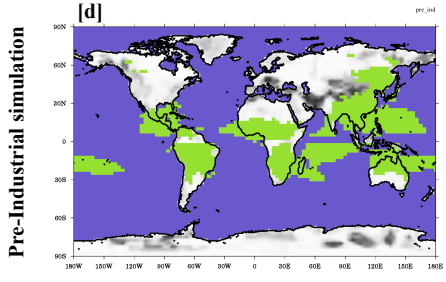 [d]
pre_ind
Pre-Industrial simulation
90N
60N
30N
0
30S
60S
90S
180W 150W 120W 90W 60W 30W 0 30E 60E 90E 120E 150E 180E